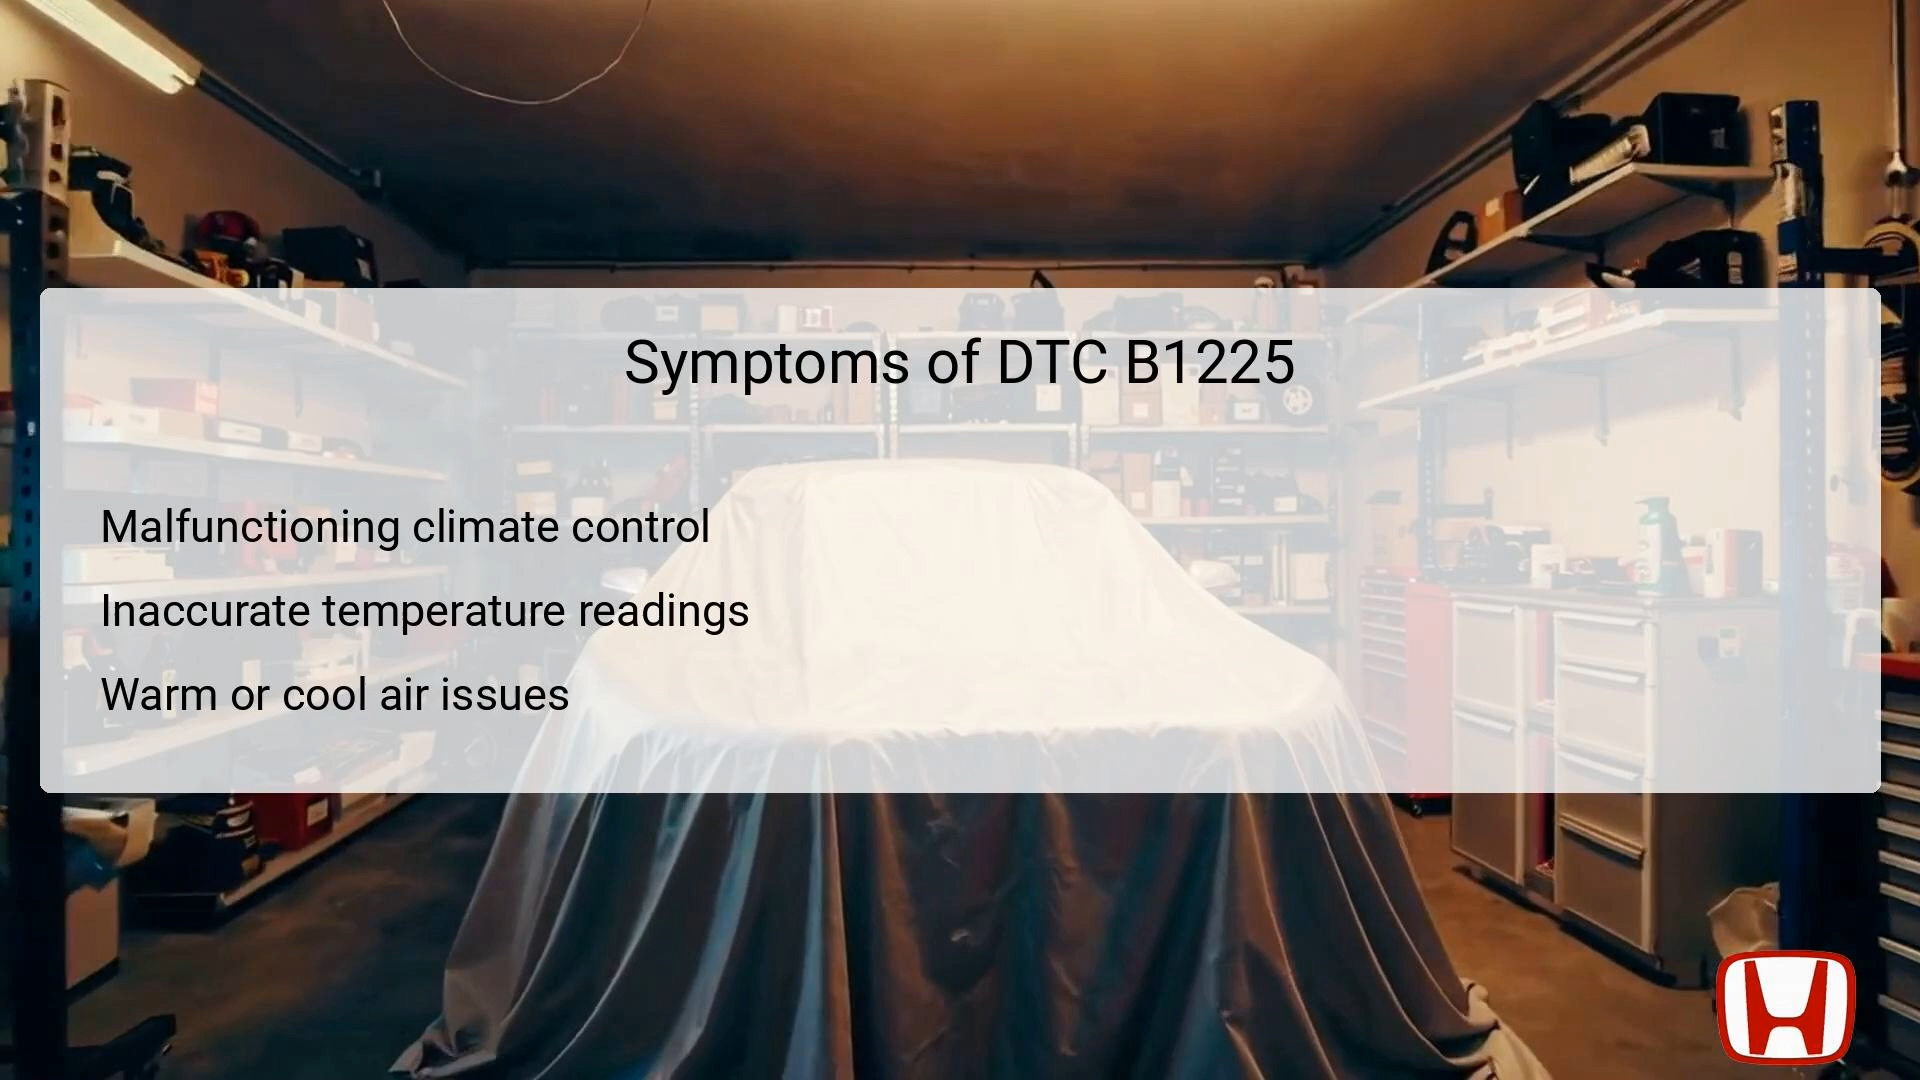 Symptoms of DTC B1225
Malfunctioning climate control
Inaccurate temperature readings
Warm or cool air issues